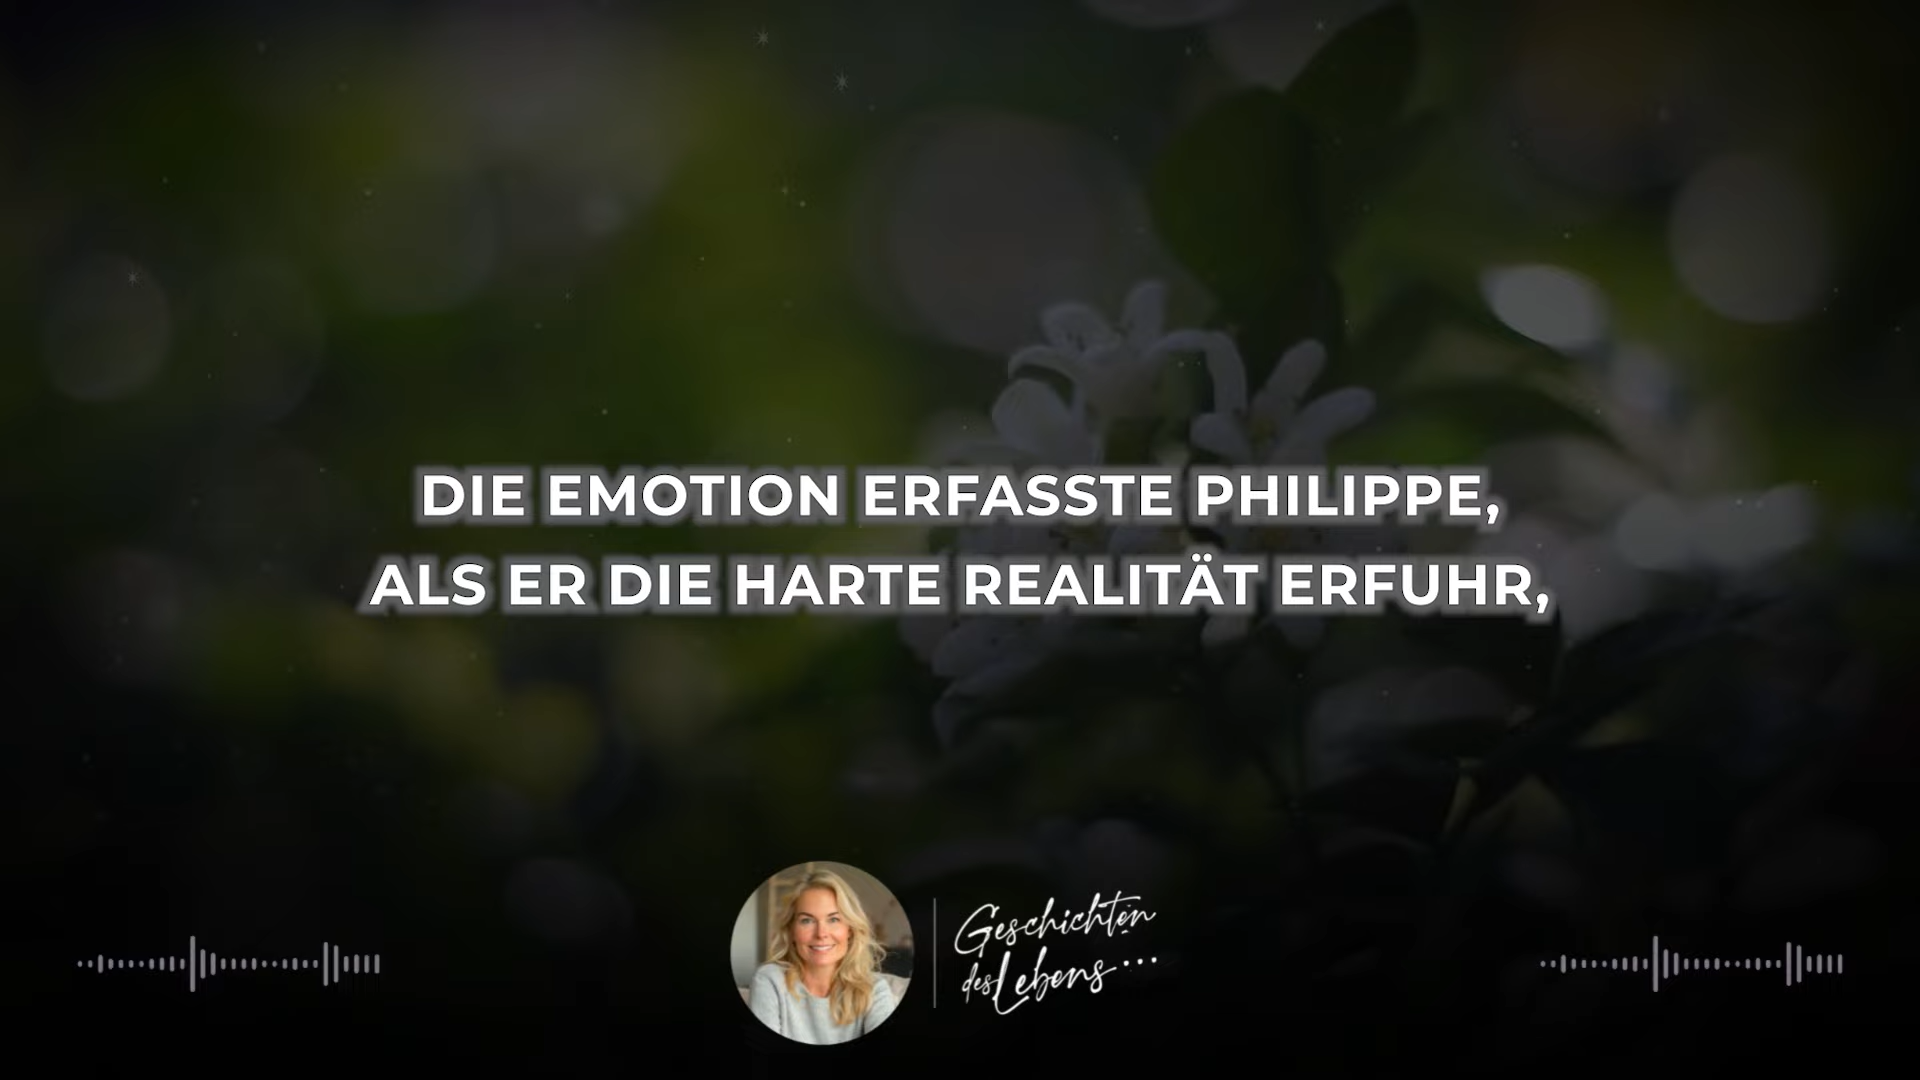 DIE EMOTION ERFASSTE PHILIPPE,
ALS ER DIE HARTE REALITÄT ERFUHR,
Geschichten
des Lebens...